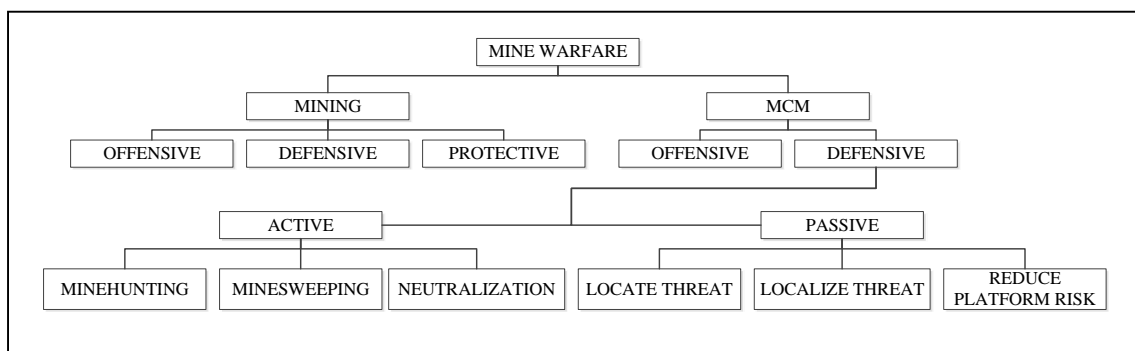 MINE WARFARE
MINING
MCM
OFFENSIVE
DEFENSIVE
PROTECTIVE
OFFENSIVE
DEFENSIVE
ACTIVE
PASSIVE
MINEHUNTING
MINESWEEPING
NEUTRALIZATION
LOCATE THREAT
LOCALIZE THREAT
REDUCE
PLATFORM RISK